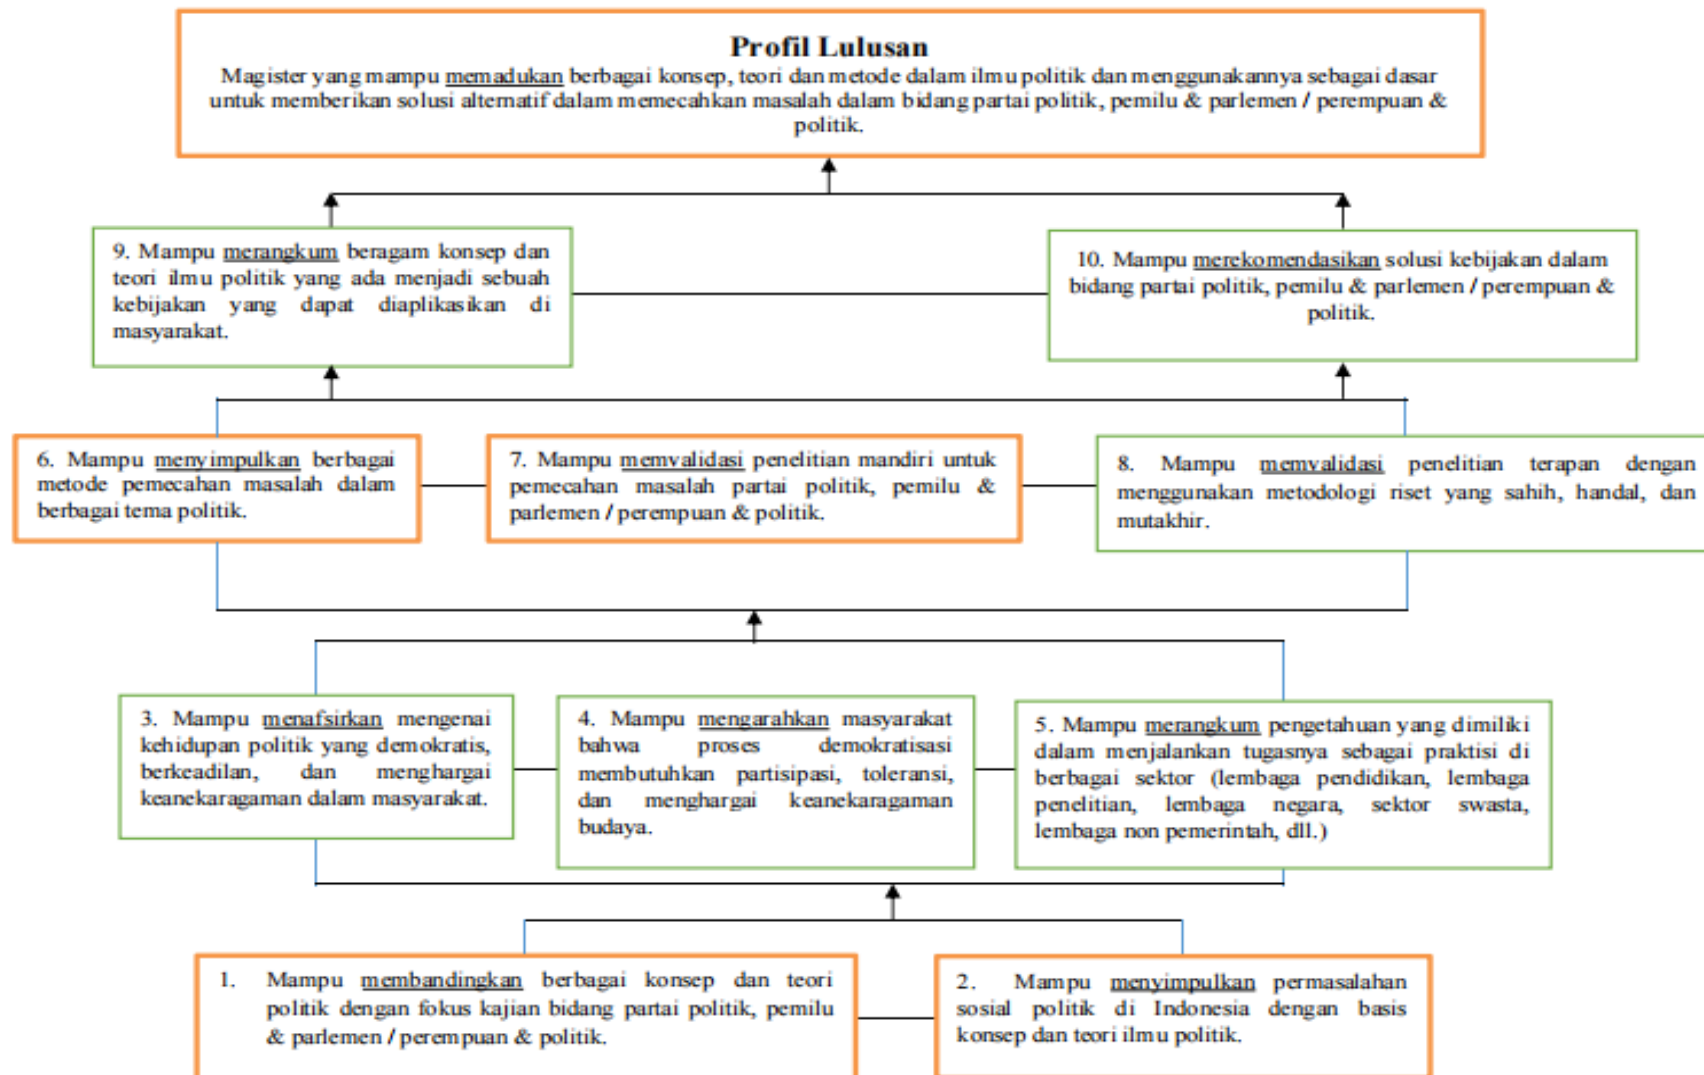 Profil Lulusan
Magister yang mampu memadukan berbagai konsep, teori dan metode dalam ilmu politik dan menggunakannya sebagai dasar
untuk memberikan solusi alternatif dalam memecahkan masalah dalam bidang partai politik, pemilu & parlemen / perempuan &
politik.
9. Mampu merangkum beragam konsep dan
teori ilmu politik yang ada menjadi sebuah
kebijakan yang dapat diaplikasikan di
masyarakat.
10. Mampu merekomendasikan solusi kebijakan dalam
bidang partai politik, pemilu & parlemen / perempuan &
politik.
6. Mampu menyimpulkan berbagai
metode pemecahan masalah dalam
berbagai tema politik.
7. Mampu memvalidasi penelitian mandiri untuk
pemecahan masalah partai politik, pemilu &
parlemen / perempuan & politik.
8. Mampu memvalidasi penelitian terapan dengan
menggunakan metodologi riset yang sahih, handal, dan
mutakhir.
3. Mampu menafsirkan mengenai
kehidupan politik yang demokratis,
berkeadilan, dan menghargai
keanekaragaman dalam masyarakat.
4. Mampu mengarahkan masyarakat
bahwa proses demokratisasi
membutuhkan partisipasi, toleransi,
dan menghargai keanekaragaman
budaya.
5. Mampu merangkum pengetahuan yang dimiliki
dalam menjalankan tugasnya sebagai praktisi di
berbagai sektor (lembaga pendidikan, lembaga
penelitian, lembaga negara, sektor swasta,
lembaga non pemerintah, dll.)
1. Mampu membandingkan berbagai konsep dan teori
politik dengan fokus kajian bidang partai politik, pemilu
& parlemen / perempuan & politik.
2. Mampu menyimpulkan permasalahan
sosial politik di Indonesia dengan basis
konsep dan teori ilmu politik.